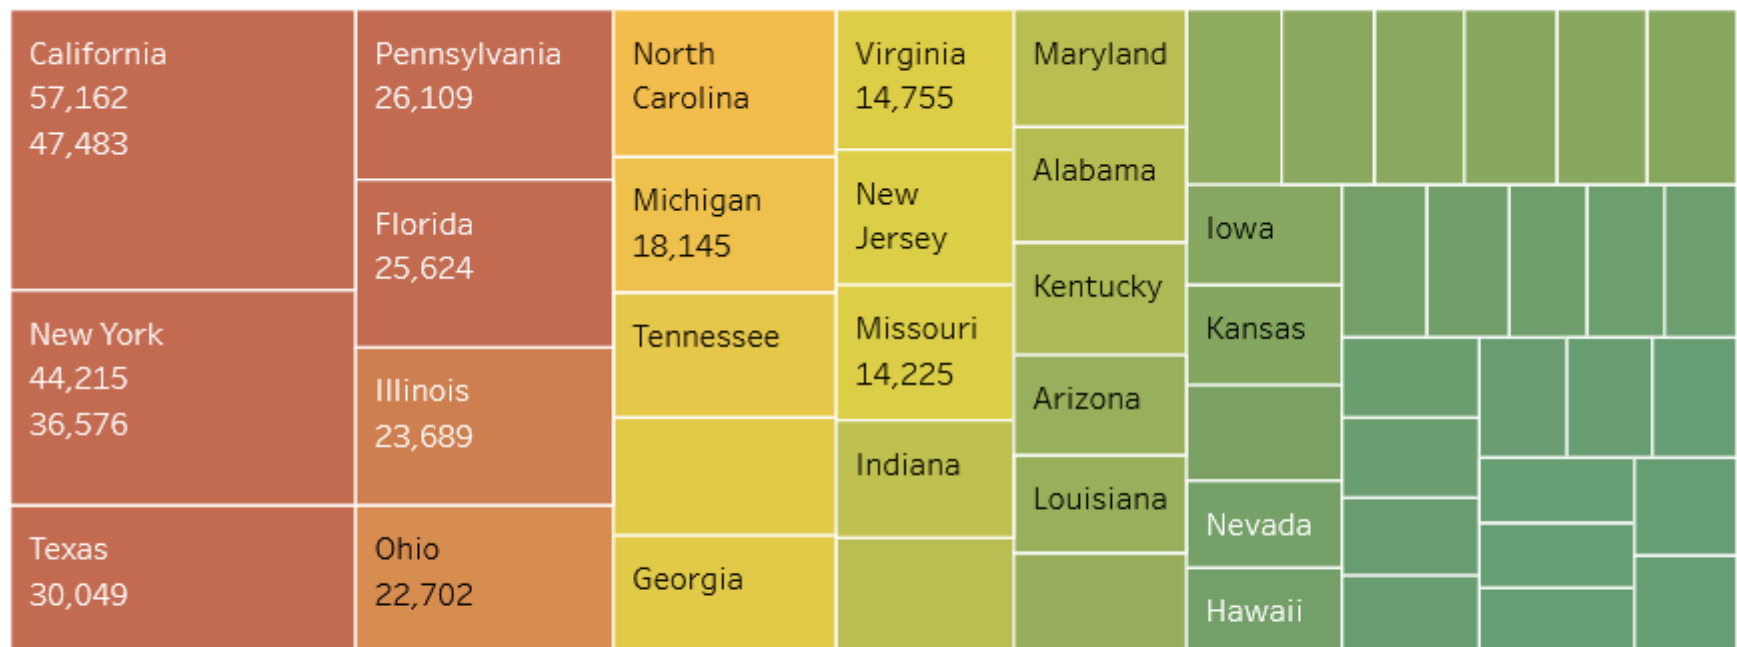 California
57,162
47,483
New York
44,215
36,576
Texas
30,049
Pennsylvania
26,109
Florida
25,624
Illinois
23,689
Ohio
22,702
North
Carolina
Michigan
18,145
Tennessee
Georgia
Virginia
14,755
New
Jersey
Missouri
14,225
Indiana
Maryland
Alabama
Kentucky
Arizona
Louisiana
Iowa
Kansas
Nevada
Hawaii